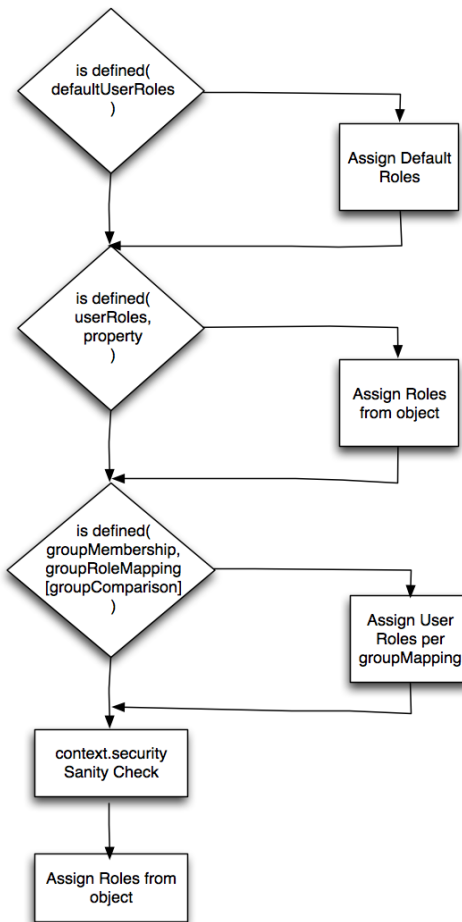 is defined(
defaultUserRoles
)
Assign Default
Roles
is defined(
userRoles,
property
)
Assign Roles
from object
is defined(
groupMembership,
groupRoleMapping
[groupComparison]
)
Assign User
Roles per
groupMapping
context.security
Sanity Check
Assign Roles from
object